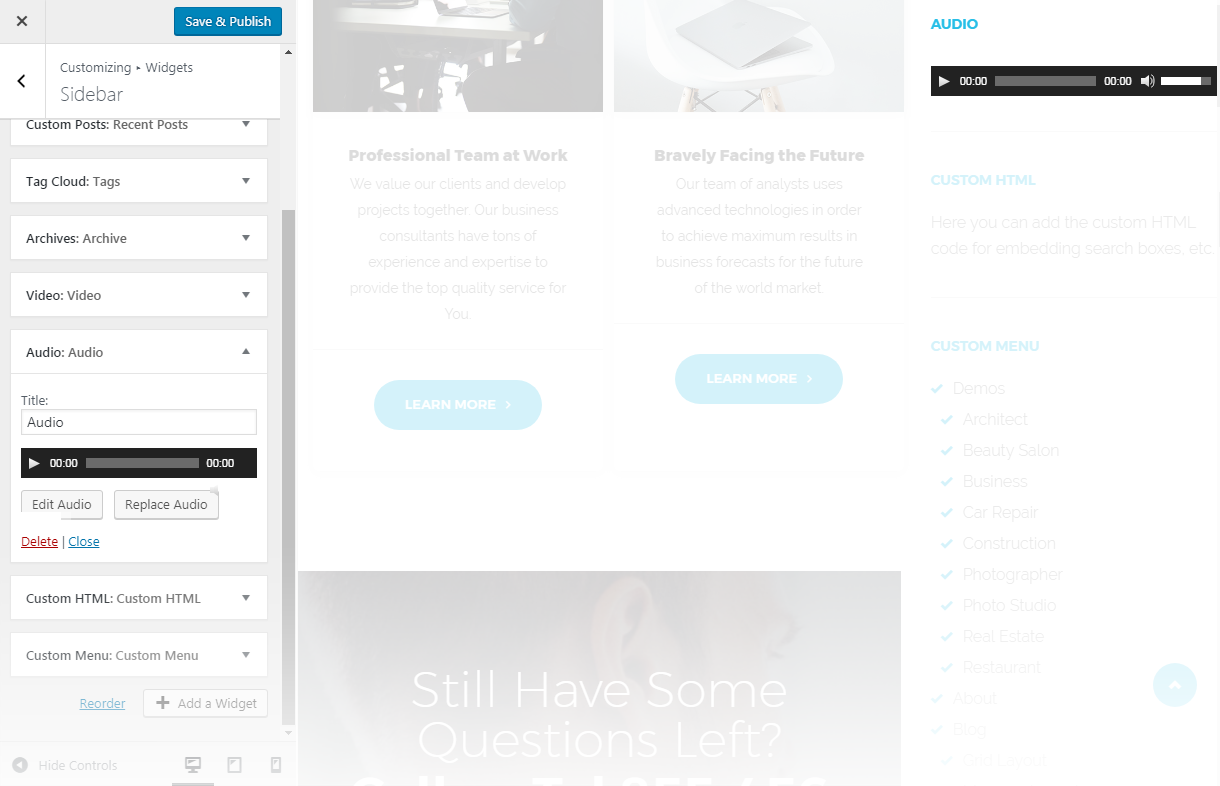 Save & Publish
Customizing ▸ Widgets
Sidebar
Custom Posts: Recent Posts
Tag Cloud: Tags
Archives: Archive
Video: Video
Audio: Audio
Title:
Audio
00:00 00:00
Edit Audio Replace Audio
Delete | Close
Custom HTML: Custom HTML
Custom Menu: Custom Menu
Reorder Add a Widget
Hide Controls
Professional Team at Work
We value our clients and develop
projects together. Our business
consultants have tons of
experience and expertise to
provide the top quality service for
You.
LEARN MORE
Bravely Facing the Future
Our team of analysts uses
advanced technologies in order
to achieve maximum results in
business forecasts for the future
of the world market.
LEARN MORE
Still Have Some
Questions Left?
AUDIO
00:00 00:00
CUSTOM HTML
Here you can add the custom HTML
code for embedding search boxes, etc.
CUSTOM MENU
Demos
Architect
Beauty Salon
Business
Car Repair
Construction
Photographer
Photo Studio
Real Estate
Restaurant
About
Blog
Grid Layout